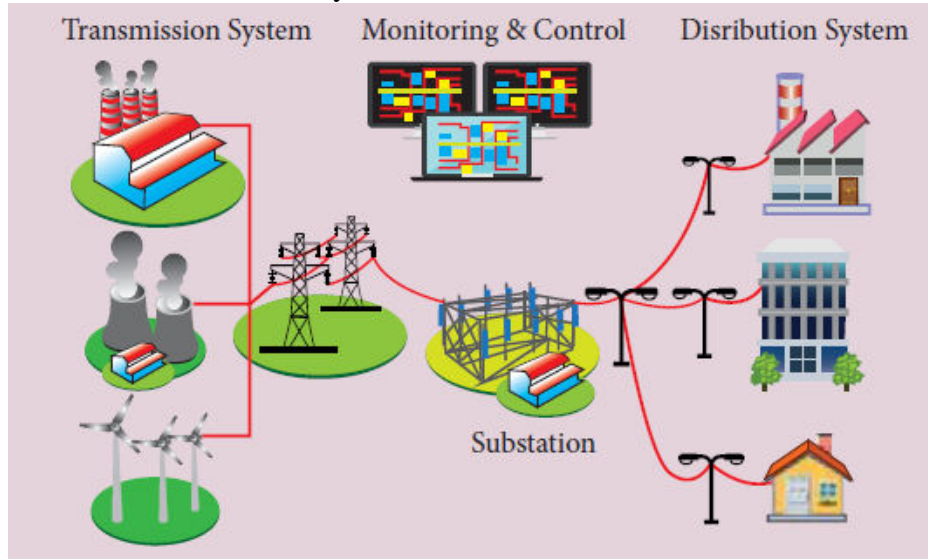 Transmission System
Monitoring & Control
Disribution System
Substation